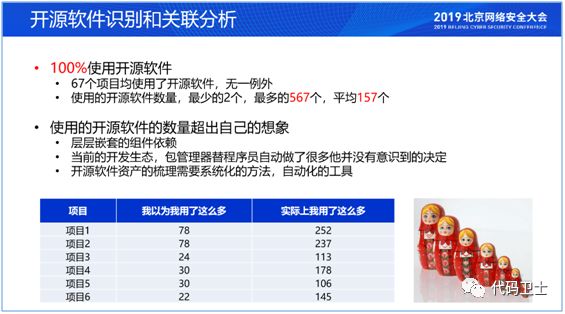 开源软件识别和关联分析
2019北京网络安全大会
2019 BEIJING CYBER SECURITY CONFERENCE
• 100%使用开源软件
• 67个项目均使用了开源软件，无一例外
• 使用的开源软件数量，最少的2个，最多的567个，平均157个
• 使用的开源软件的数量超出自己的想象
• 层层嵌套的组件依赖
• 当前的开发生态，包管理器替程序员自动做了很多他并没有意识到的决定
• 开源软件资产的梳理需要系统化的方法，自动化的工具
项目 我以为我用了这么多 实际上我用了这么多
项目1 78 252
项目2 78 237
项目3 24 113
项目4 30 178
项目5 30 106
项目6 22 145
代码卫士